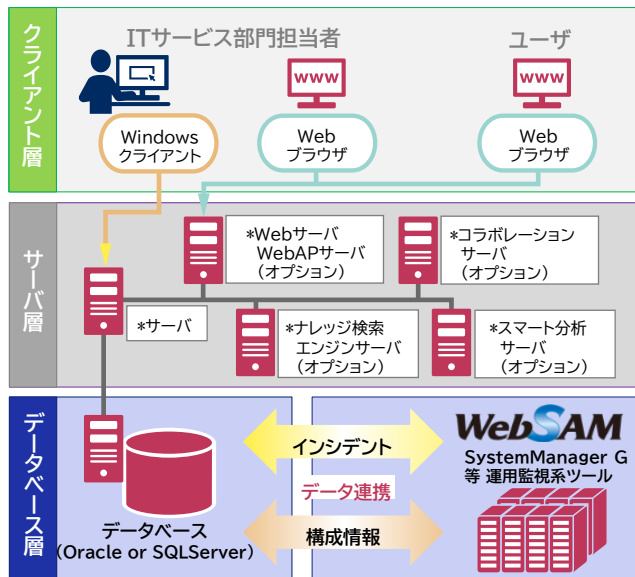 クライアント層
ITサービス部門担当者
ユーザ
www
www
Windows
クライアント
Web
ブラウザ
Web
ブラウザ
サーバ層
*Webサーバ
WebAPサーバ
(オプション)
*コラボレーション
サーバ
(オプション)
*サーバ
*ナレッジ検索
エンジンサーバ
(オプション)
*スマート分析
サーバ
(オプション)
データベース層
インシデント
WebSAM
SystemManager G
等 運用監視系ツール
データ連携
データベース
(Oracle or SQLServer)
構成情報